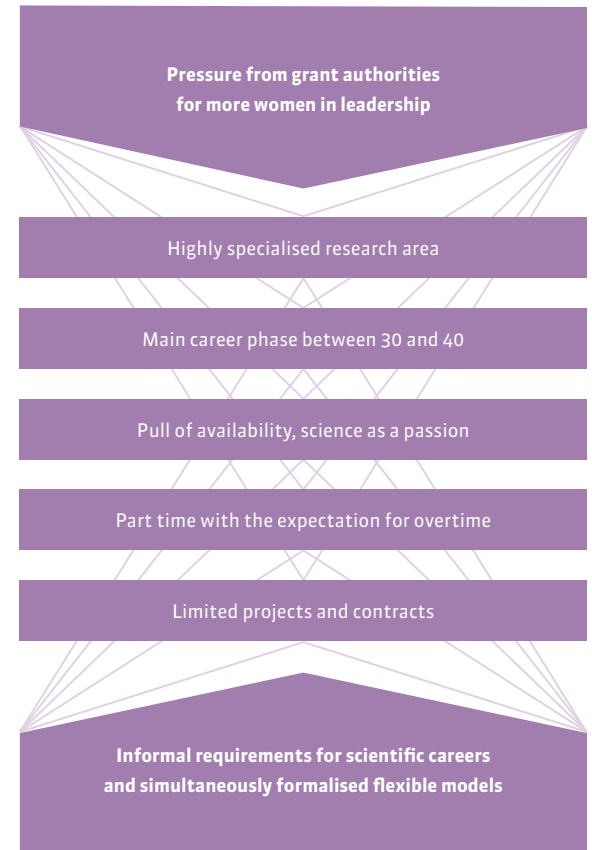 Pressure from grant authorities
for more women in leadership
Highly specialised research area
Main career phase between 30 and 40
Pull of availability, science as a passion
Part time with the expectation for overtime
Limited projects and contracts
Informal requirements for scientific careers
and simultaneously formalised flexible models